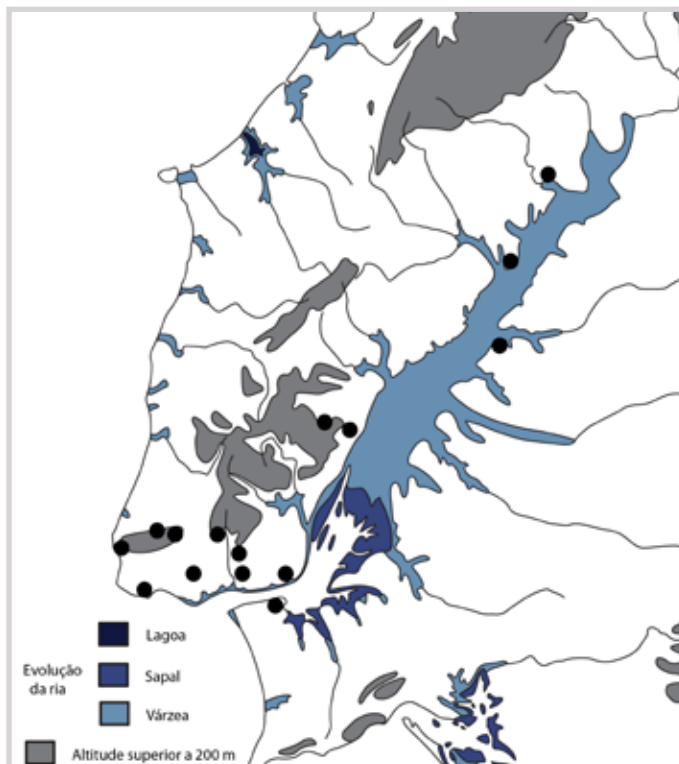 Evolução
da ria
Lagoa
Sapal
Várzea
Altitude superior a 200 m